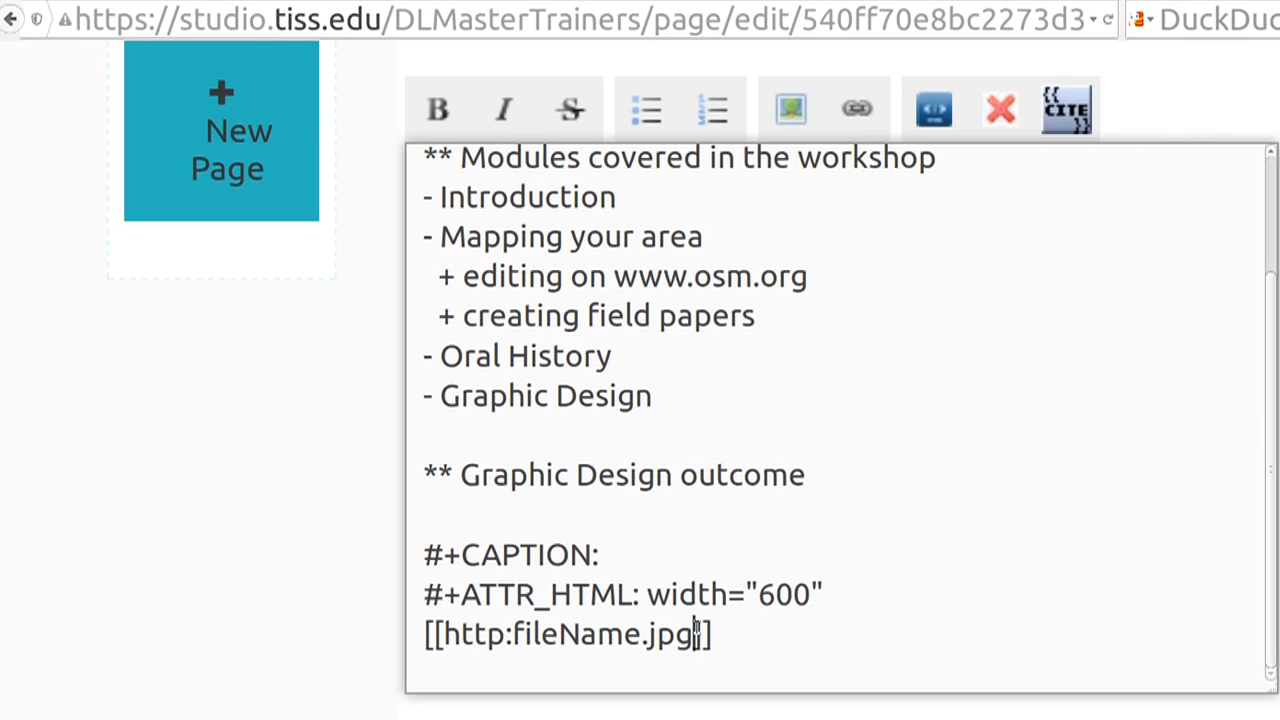 https://studio.tiss.edu/DLMasterTrainers/page/edit/540ff70e8bc2273d3
DuckDuc
+
New
Page
B I S
{{
CITE
}}
** Modules covered in the workshop
- Introduction
- Mapping your area
+ editing on www.osm.org
+ creating field papers
- Oral History
- Graphic Design
** Graphic Design outcome
#+CAPTION:
#+ATTR_HTML: width="600"
[[http:fileName.jpg]]